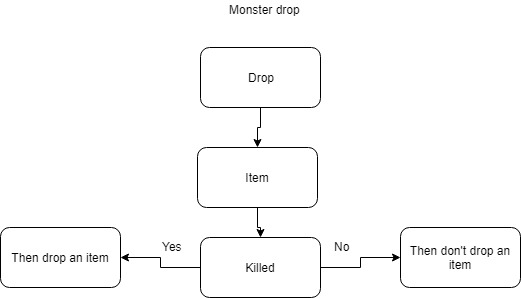 Monster drop
Drop
Item
Yes
No
Then drop an item
Killed
Then don't drop an
item